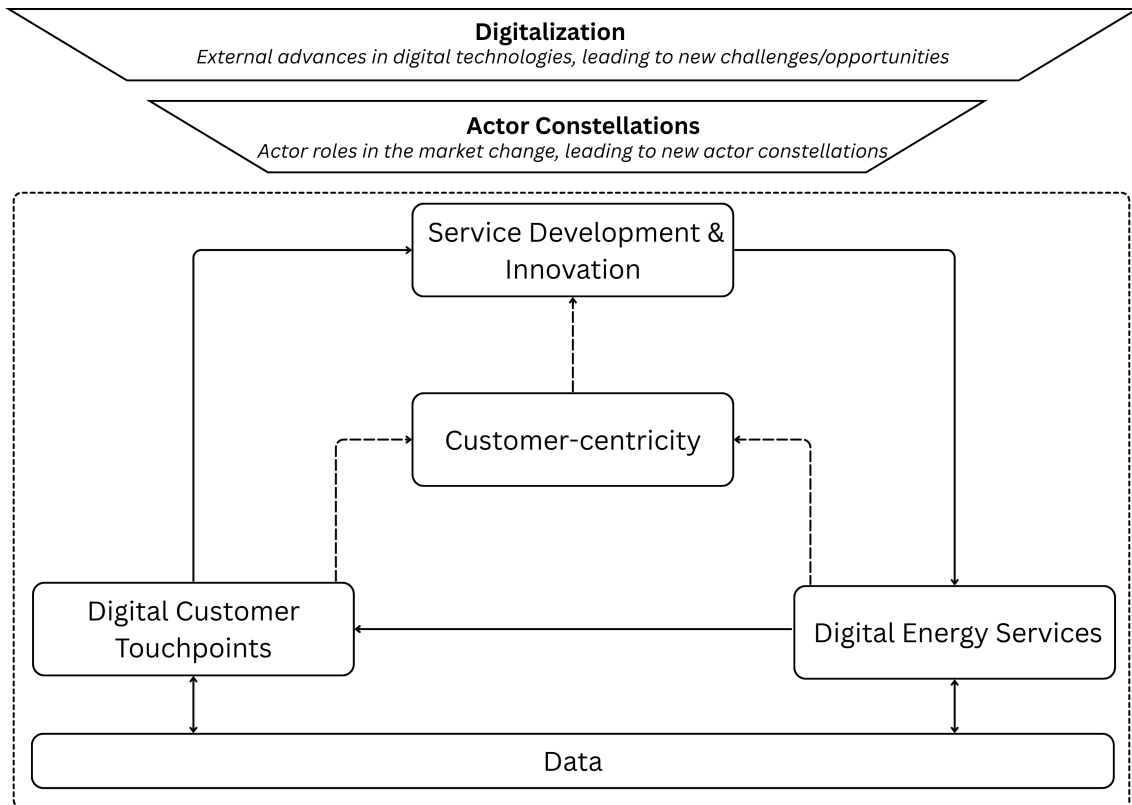 Digitalization
External advances in digital technologies, leading to new challenges/opportunities
Actor Constellations
Actor roles in the market change, leading to new actor constellations
Service Development &
Innovation
Customer-centricity
Digital Customer
Touchpoints
Digital Energy Services
Data